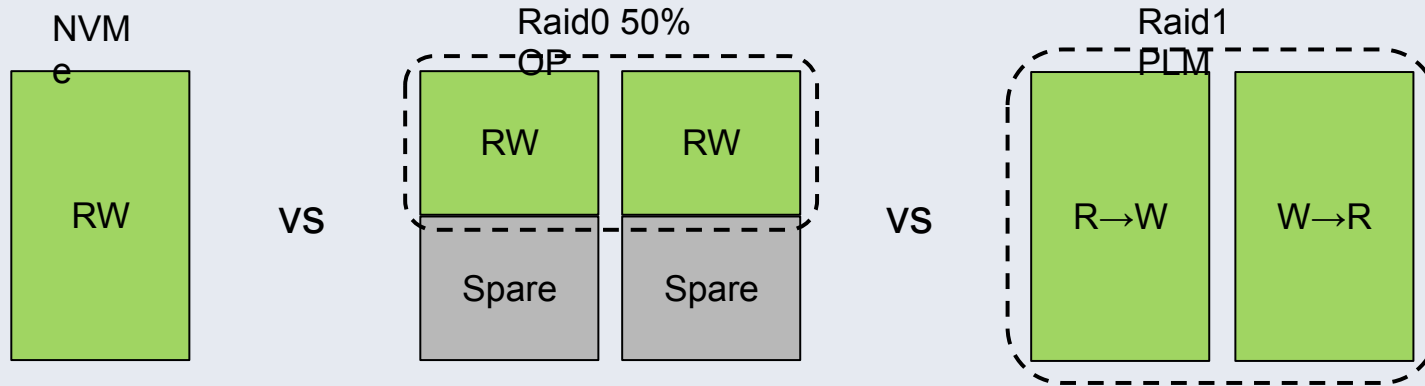 NVM
e
RW
vs
Raid0 50%
OP
RW
RW
Spare
Spare
vs
Raid1
PLM
R→W
W→R